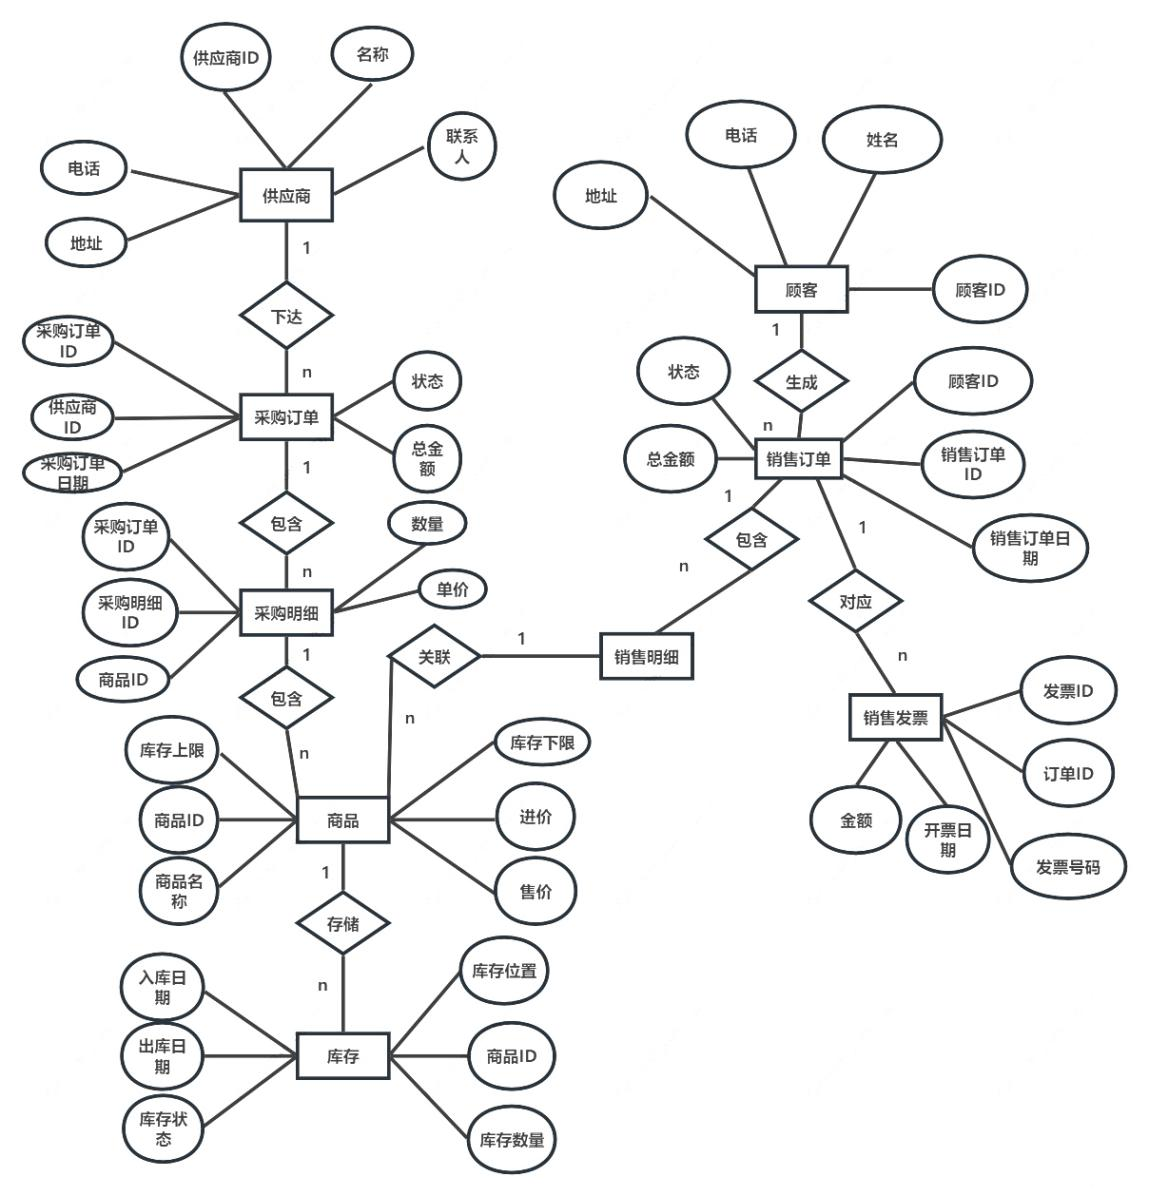 供应商ID
名称
联系
人
电话
供应商
地址
1
下达
采购订单
ID
n
状态
供应商
ID
采购订单
总金
额
采购订单
日期
1
采购订单
ID
包含
数量
n
单价
采购明细
ID
采购明细
商品ID
1
包含
n
关联
1
销售明细
n
库存上限
库存下限
商品ID
商品
进价
商品名
称
售价
1
存储
n
入库日
期
库存位置
出库日
期
库存
商品ID
库存状
态
库存数量
电话
姓名
地址
顾客
顾客ID
1
生成
状态
顾客ID
n
总金额
销售订单
销售订单
ID
1
包含
1
销售订单日
期
n
对应
n
销售发票
发票ID
订单ID
金额
开票日
期
发票号码